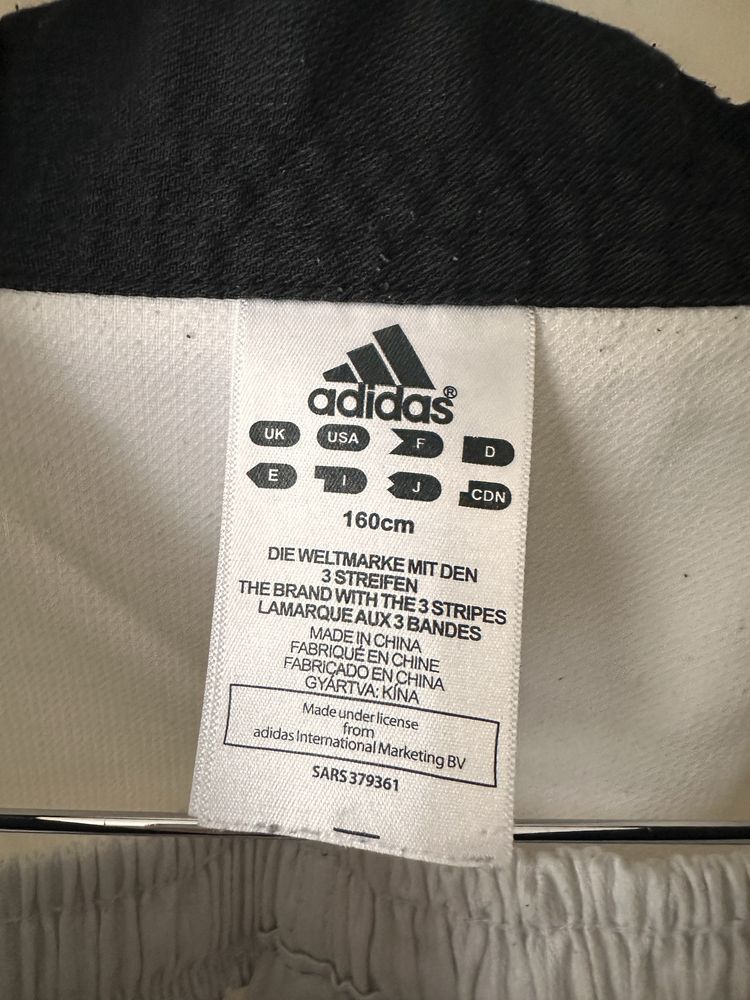 adidas®
UK USA F D
E I J CDN
160cm
DIE WELTMARKE MIT DEN
3 STREIFEN
THE BRAND WITH THE 3 STRIPES
LAMARQUE AUX 3 BANDES
MADE IN CHINA
FABRIQUÉ EN CHINE
FABRICADO EN CHINA
GYÁRTVA: KÍNA
Made under license
from
adidas International Marketing BV
SARS 379361